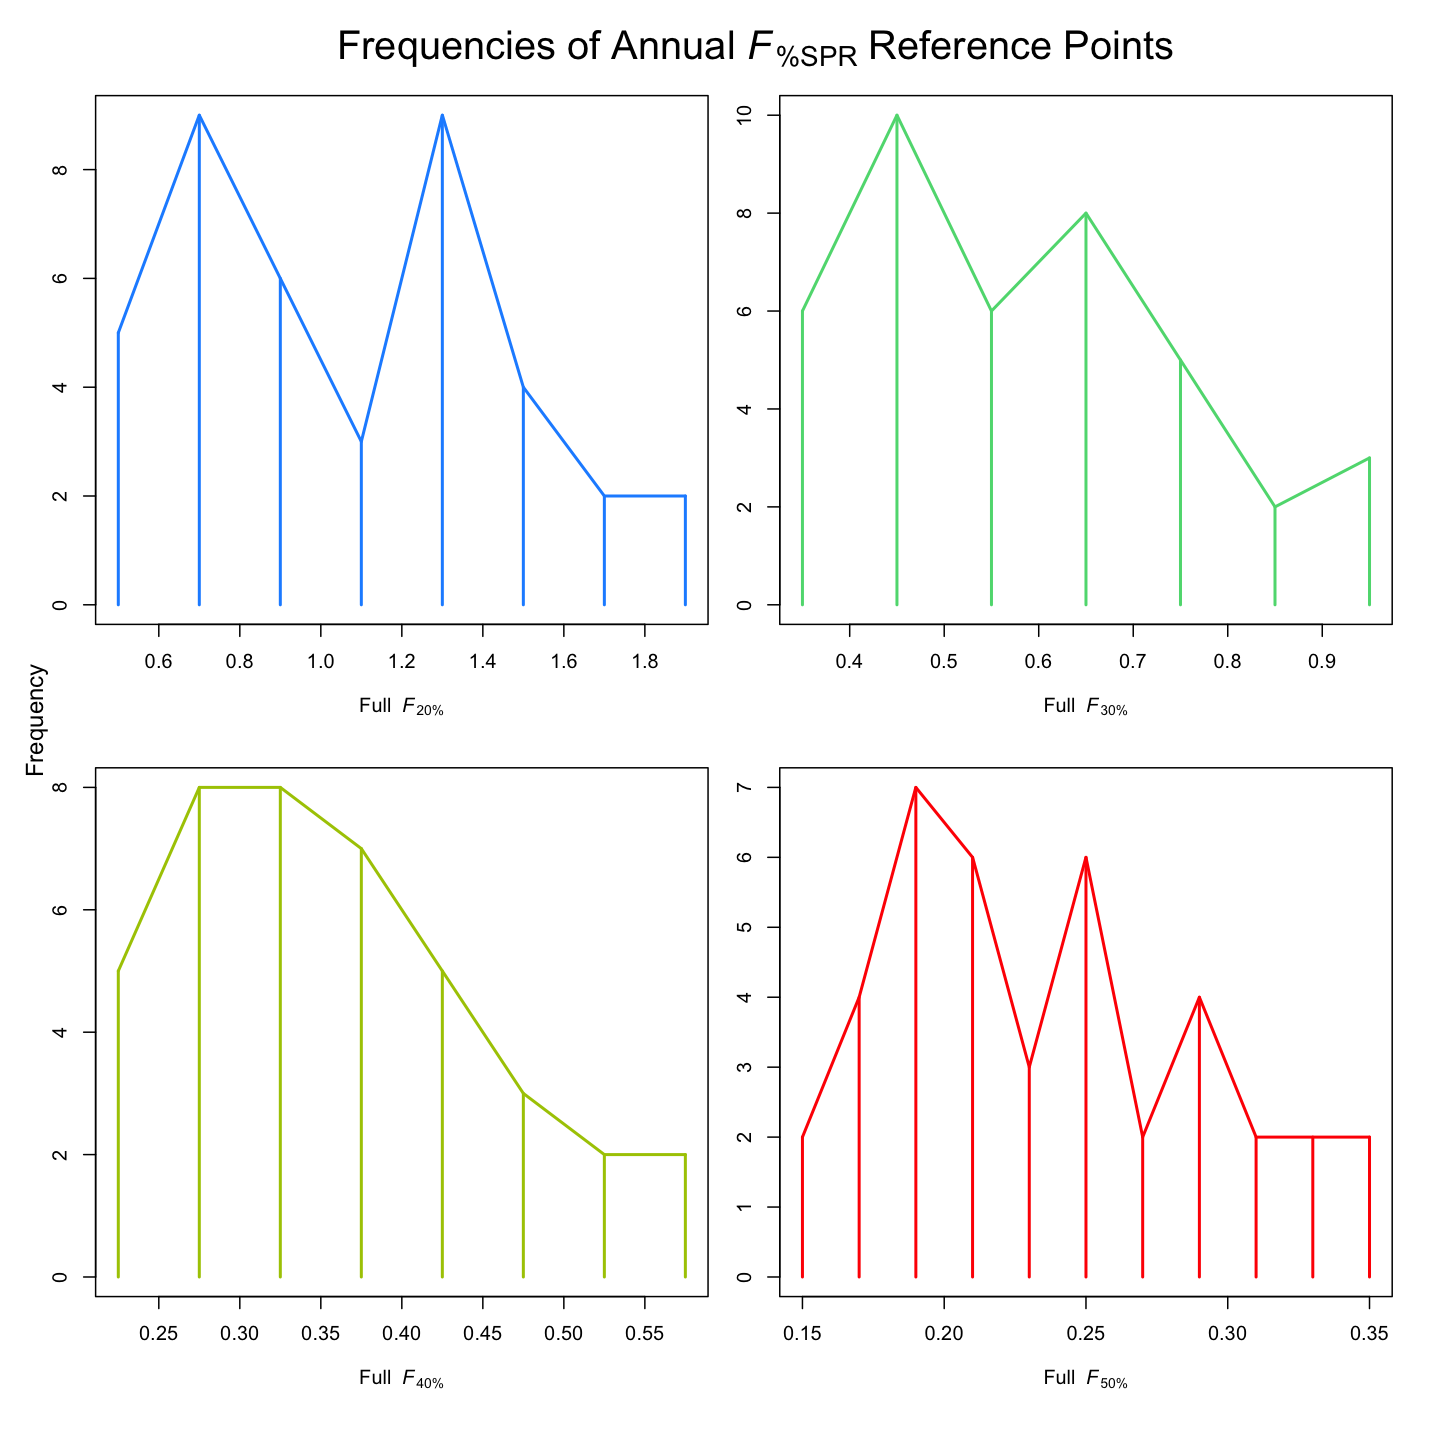 Frequencies of Annual F%SPR Reference Points
Frequency
0 2 4 6 8
0.6 0.8 1.0 1.2 1.4 1.6 1.8
Full F20%
0 2 4 6 8 10
0.4 0.5 0.6 0.7 0.8 0.9
Full F30%
0 2 4 6 8
0.25 0.30 0.35 0.40 0.45 0.50 0.55
Full F40%
0 1 2 3 4 5 6 7
0.15 0.20 0.25 0.30 0.35
Full F50%